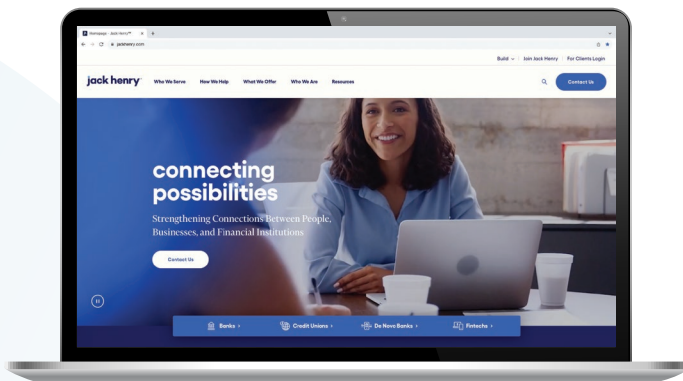 Homepage - Jack Henry™
jackhenry.com
Build | Join Jack Henry | For Clients Login
jack henry™
Who We Serve How We Help What We Offer Who We Are Resources
Contact Us
connecting
possibilities
Strengthening Connections Between People,
Businesses, and Financial Institutions
Contact Us
Banks › Credit Unions › De Novo Banks › Fintechs ›